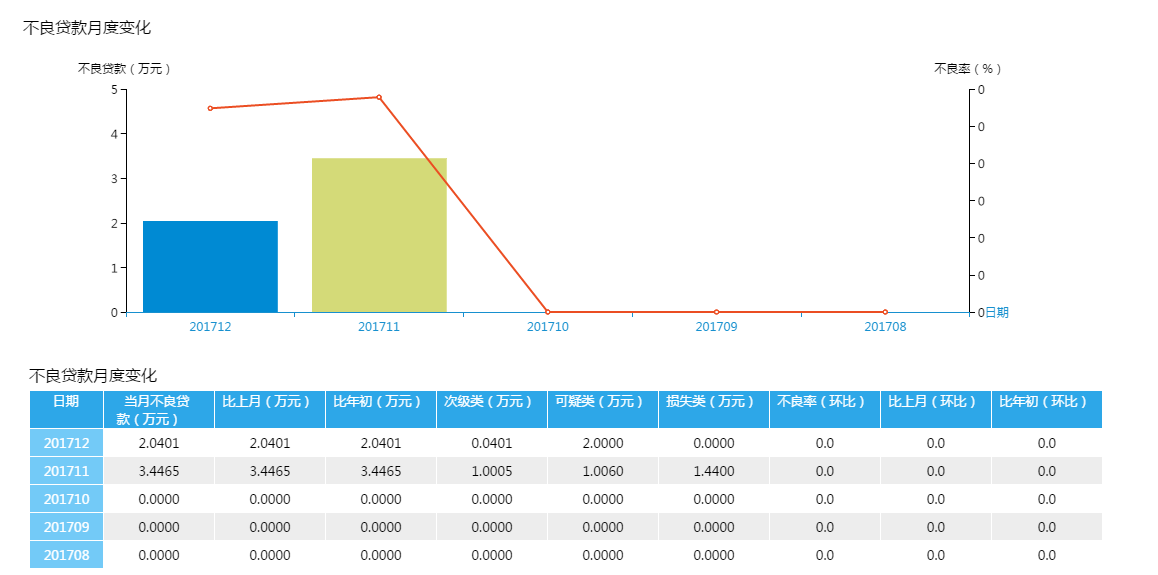 不良贷款月度变化
不良贷款（万元） 不良率（%）
5 0
4 0
3 0
2 0
1 0
0
0 0日期
201712 201711 201710 201709 201708
不良贷款月度变化
日期 当月不良贷款（万元） 比上月（万元） 比年初（万元） 次级类（万元） 可疑类（万元） 损失类（万元） 不良率（环比） 比上月（环比） 比年初（环比）
201712 2.0401 2.0401 2.0401 0.0401 2.0000 0.0000 0.0 0.0 0.0
201711 3.4465 3.4465 3.4465 1.0005 1.0060 1.4400 0.0 0.0 0.0
201710 0.0000 0.0000 0.0000 0.0000 0.0000 0.0000 0.0 0.0 0.0
201709 0.0000 0.0000 0.0000 0.0000 0.0000 0.0000 0.0 0.0 0.0
201708 0.0000 0.0000 0.0000 0.0000 0.0000 0.0000 0.0 0.0 0.0